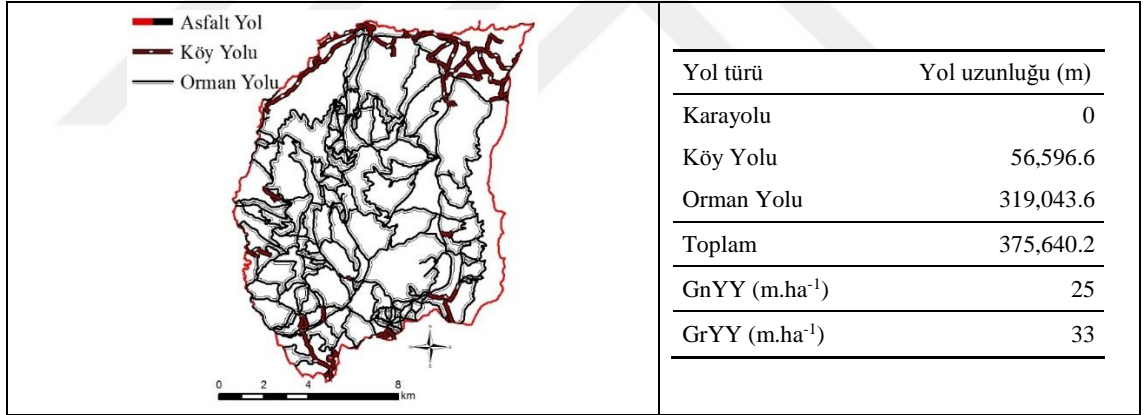 Asfalt Yol
Köy Yolu
Orman Yolu
0 2 4 8
km
Yol türü Yol uzunluğu (m)
Karayolu 0
Köy Yolu 56,596.6
Orman Yolu 319,043.6
Toplam 375,640.2
GnYY (m.ha-1) 25
GrYY (m.ha-1) 33